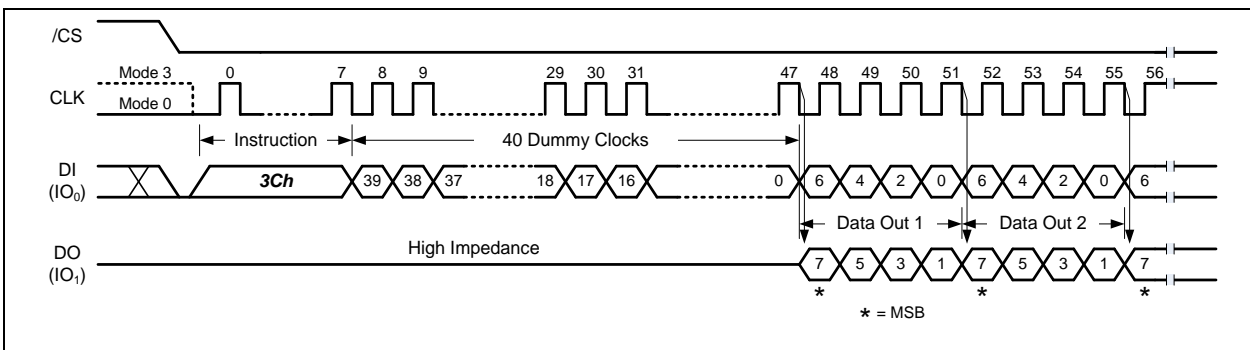 /CS
Mode 3 0 7 8 9 29 30 31 47 48 49 50 51 52 53 54 55 56
CLK
Mode 0
Instruction 40 Dummy Clocks
DI
(IO0)
3Ch 39 38 37 18 17 16 0 6 4 2 0 6 4 2 0 6
Data Out 1 Data Out 2
DO
(IO1)
High Impedance
7 5 3 1 7 5 3 1 7
* * *
* = MSB